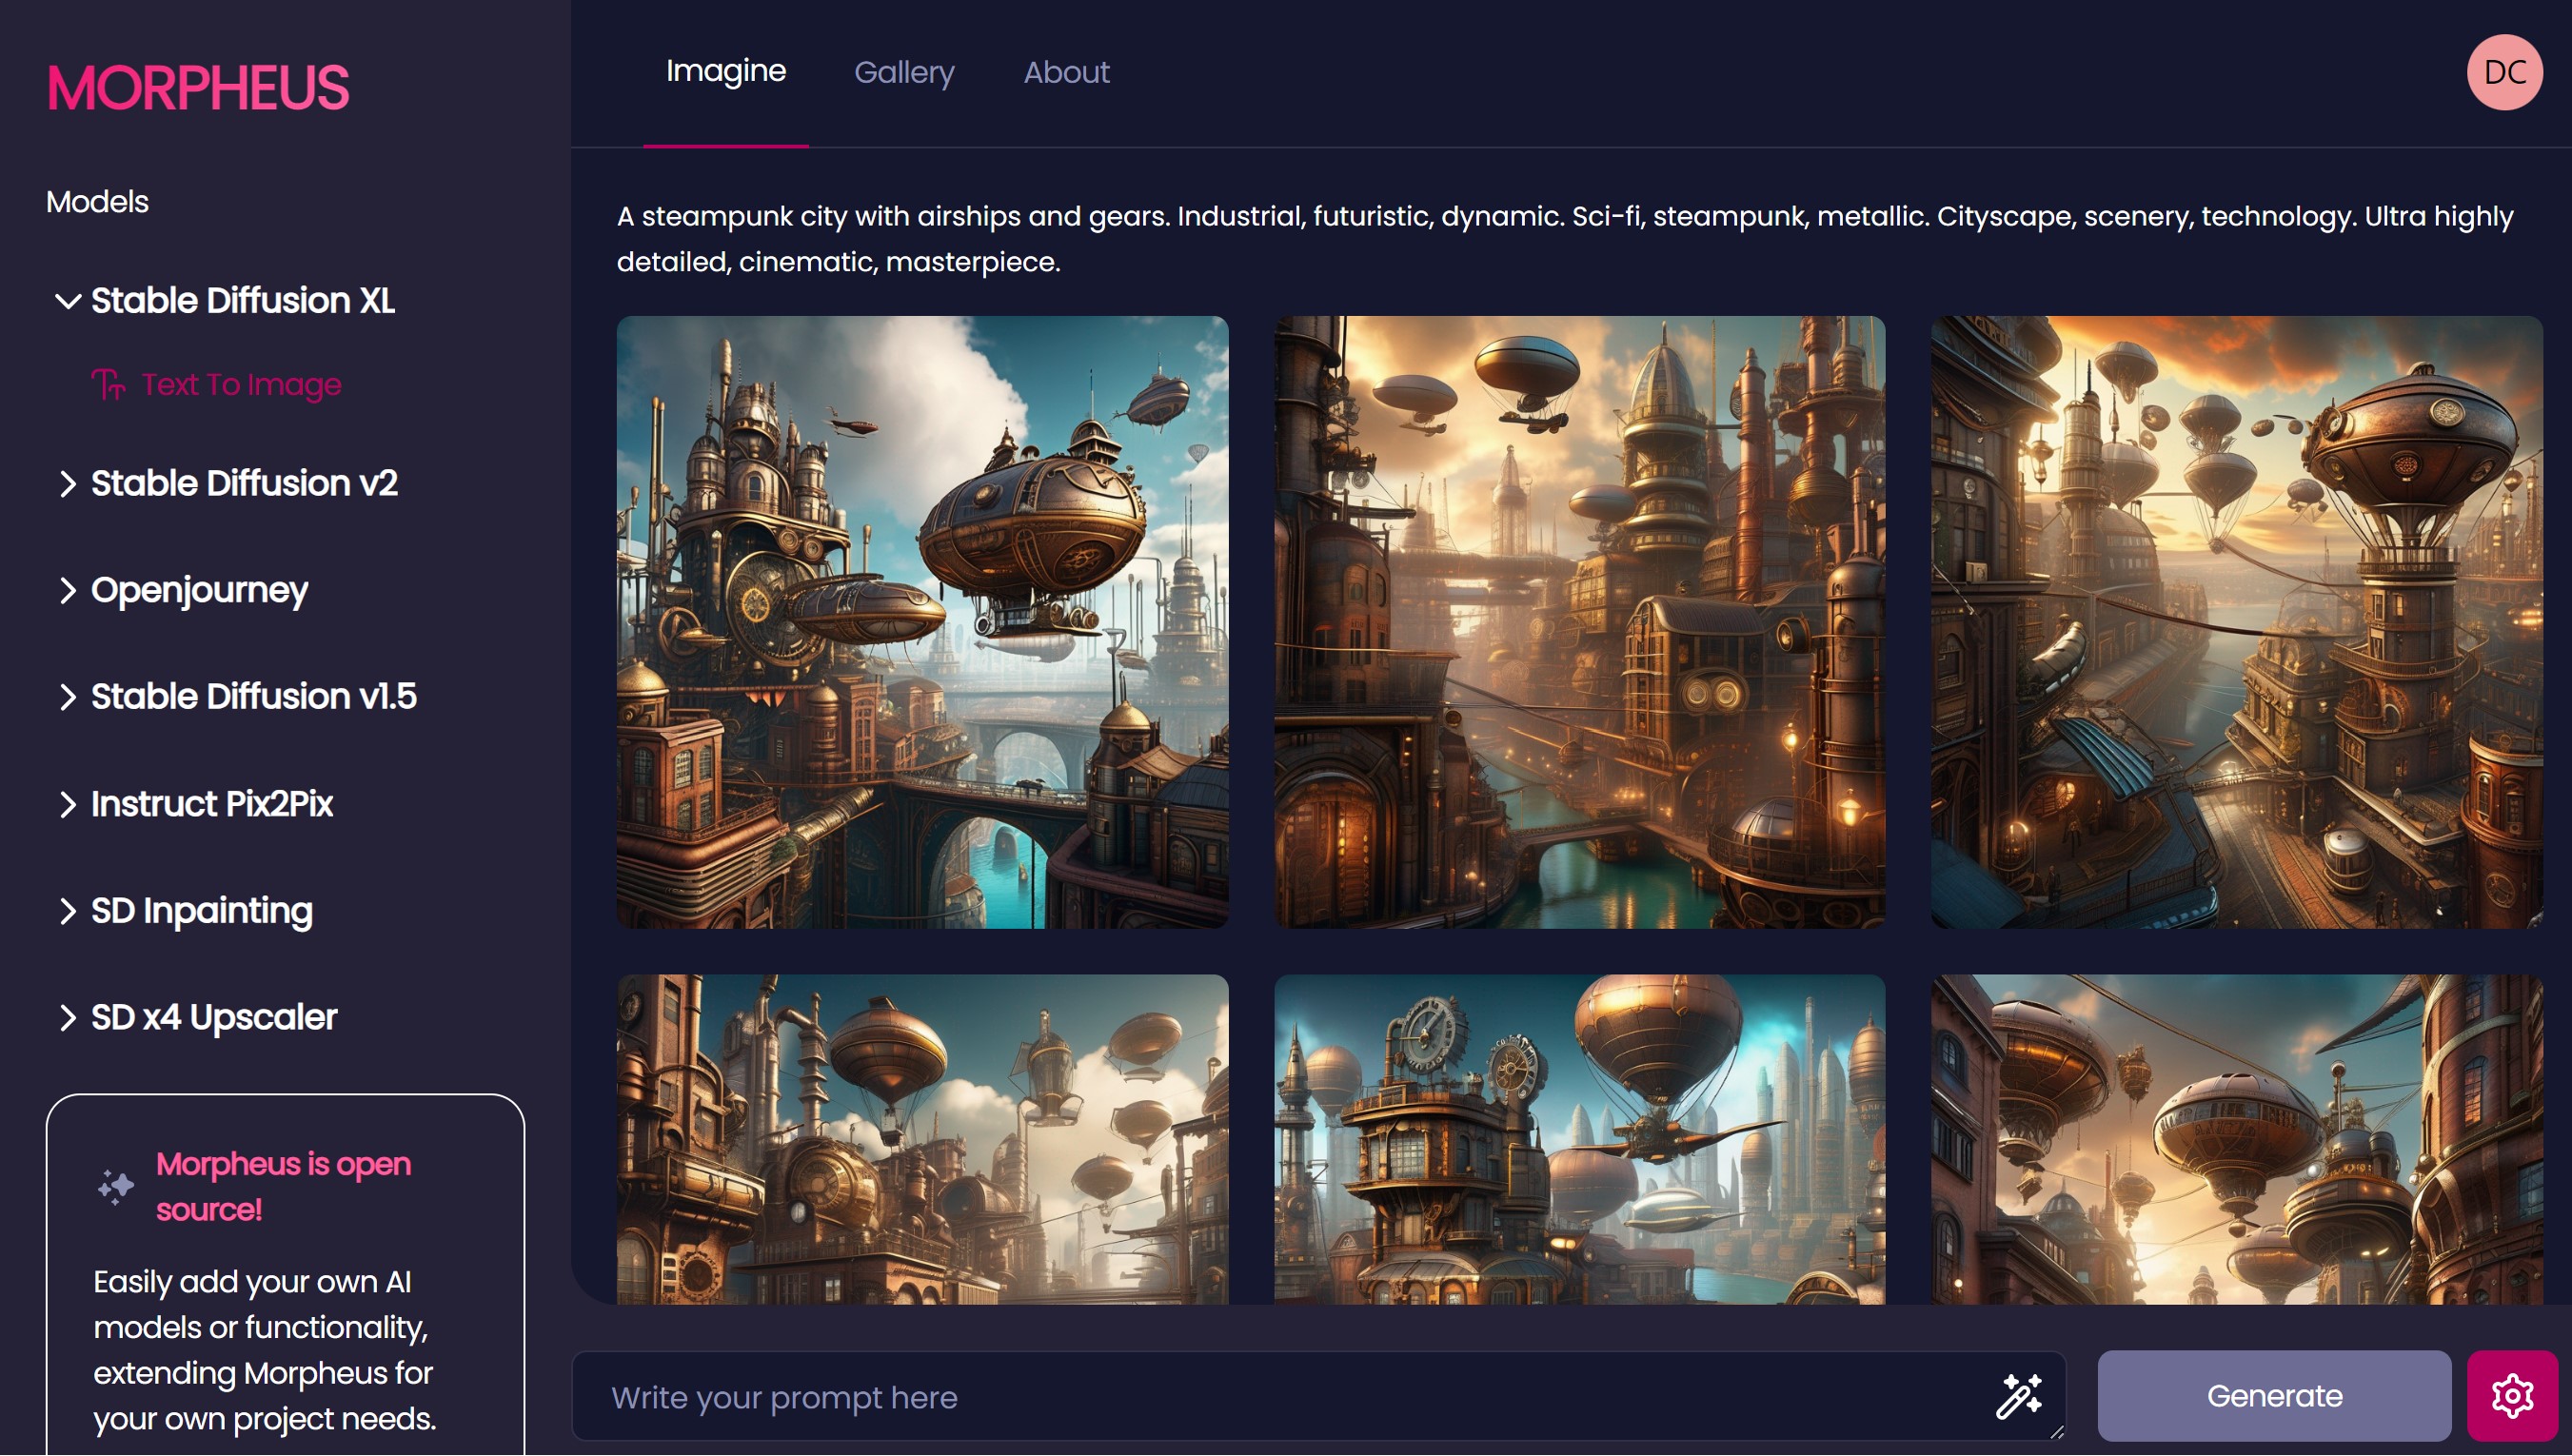 MORPHEUS
Models
Stable Diffusion XL
Text To Image
Stable Diffusion v2
Openjourney
Stable Diffusion v1.5
Instruct Pix2Pix
SD Inpainting
SD x4 Upscaler
Morpheus is open
source!
Easily add your own AI
models or functionality,
extending Morpheus for
your own project needs.
Imagine
Gallery
About
DC
A steampunk city with airships and gears. Industrial, futuristic, dynamic. Sci-fi, steampunk, metallic. Cityscape, scenery, technology. Ultra highly
detailed, cinematic, masterpiece.
Write your prompt here
Generate